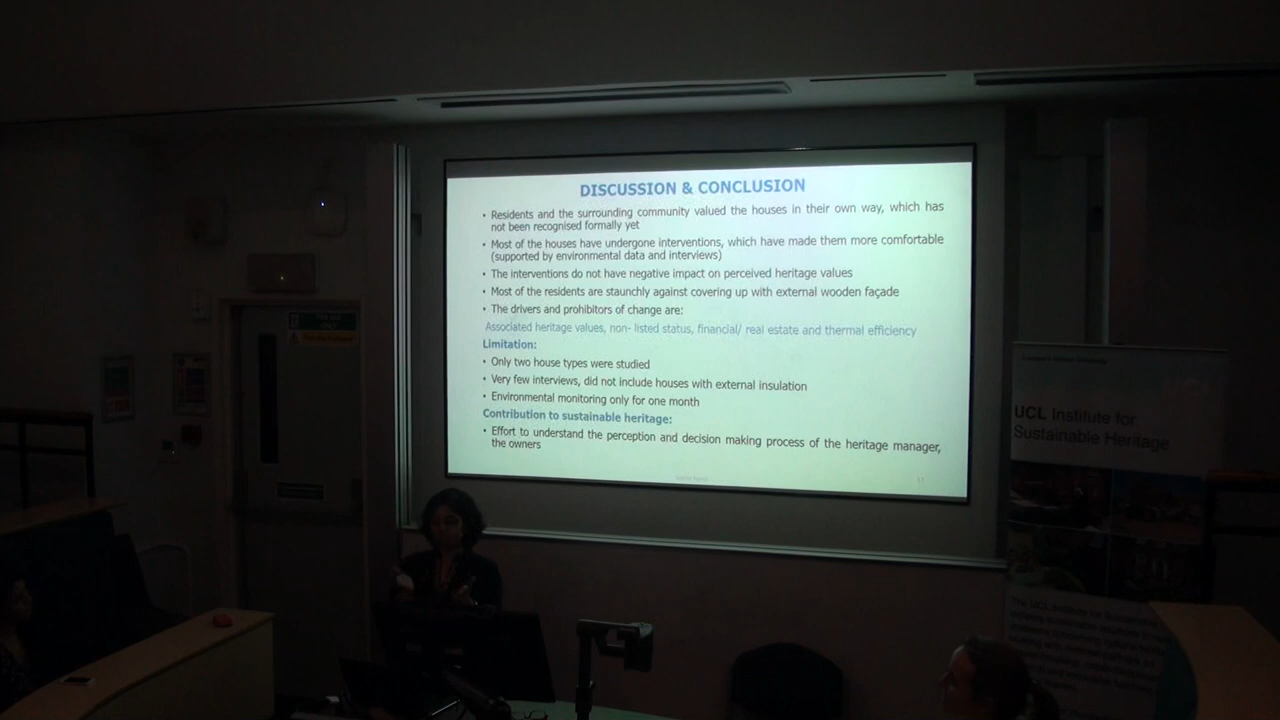 DISCUSSION & CONCLUSION
• Residents and the surrounding community valued the houses in their own way, which has
not been recognised formally yet
• Most of the houses have undergone interventions, which have made them more comfortable
(supported by environmental data and interviews)
• The interventions do not have negative impact on perceived heritage values
• Most of the residents are staunchly against covering up with external wooden façade
• The drivers and prohibitors of change are:
Associated heritage values, non- listed status, financial/ real estate and thermal efficiency
Limitation:
• Only two house types were studied
• Very few interviews, did not include houses with external insulation
• Environmental monitoring only for one month
Contribution to sustainable heritage:
• Effort to understand the perception and decision making process of the heritage manager,
the owners
UCL Institute for
Sustainable Heritage
The UCL Institute for Sustainable